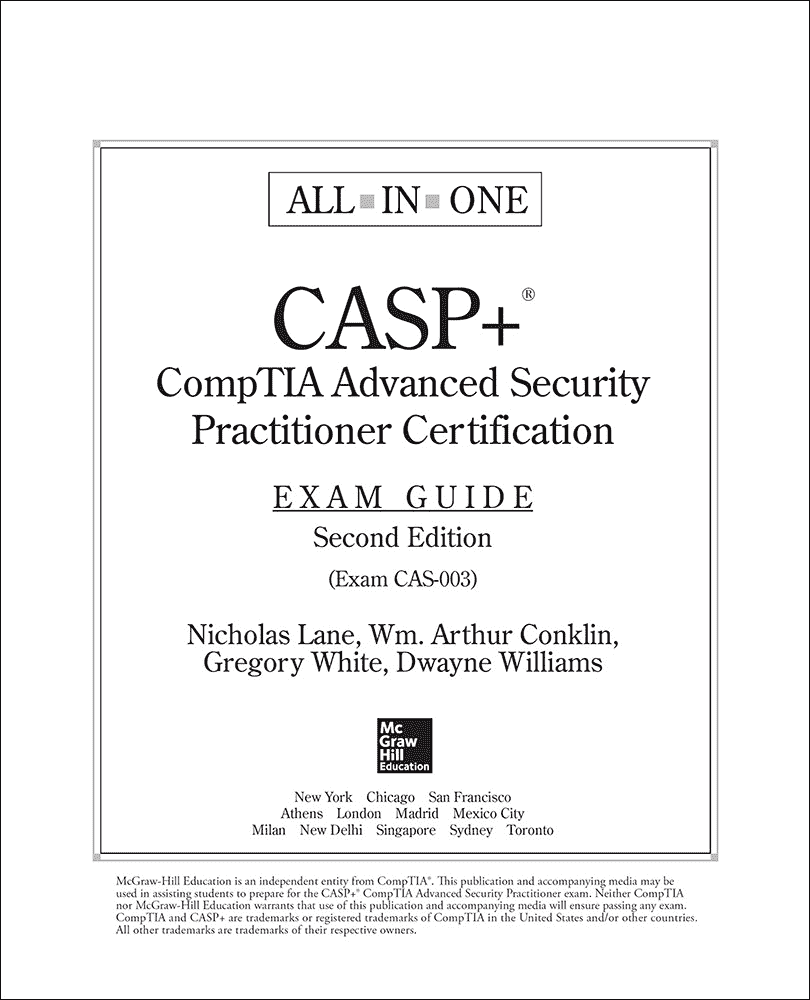 ALL ■ IN ■ ONE
CASP+®
CompTIA Advanced Security
Practitioner Certification
EXAM GUIDE
Second Edition
(Exam CAS-003)
Nicholas Lane, Wm. Arthur Conklin,
Gregory White, Dwayne Williams
Mc
Graw
Hill
Education
New York Chicago San Francisco
Athens London Madrid Mexico City
Milan New Delhi Singapore Sydney Toronto
McGraw-Hill Education is an independent entity from CompTIA®. This publication and accompanying media may be
used in assisting students to prepare for the CASP+® CompTIA Advanced Security Practitioner exam. Neither CompTIA
nor McGraw-Hill Education warrants that use of this publication and accompanying media will ensure passing any exam.
CompTIA and CASP+ are trademarks or registered trademarks of CompTIA in the United States and/or other countries.
All other trademarks are trademarks of their respective owners.